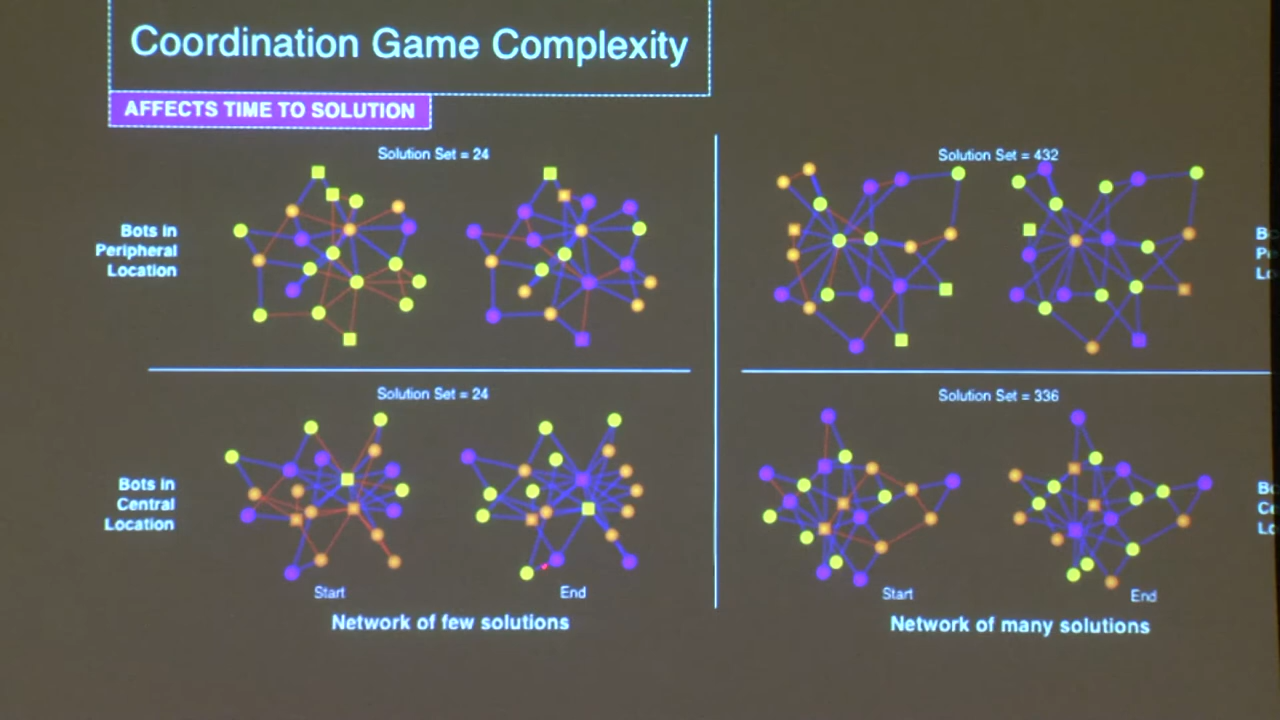 Coordination Game Complexity
AFFECTS TIME TO SOLUTION
Solution Set = 24
Solution Set = 432
Bots in
Peripheral
Location
Solution Set = 24
Solution Set = 336
Bots in
Central
Location
Start
End
Start
End
Network of few solutions
Network of many solutions